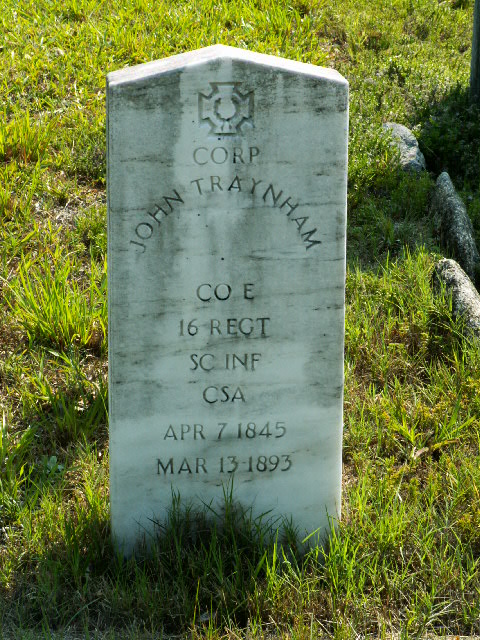 CORP
JOHN TRAYNHAM
CO E
16 REGT
SC INF
CSA
APR 7 1845
MAR 13 1893